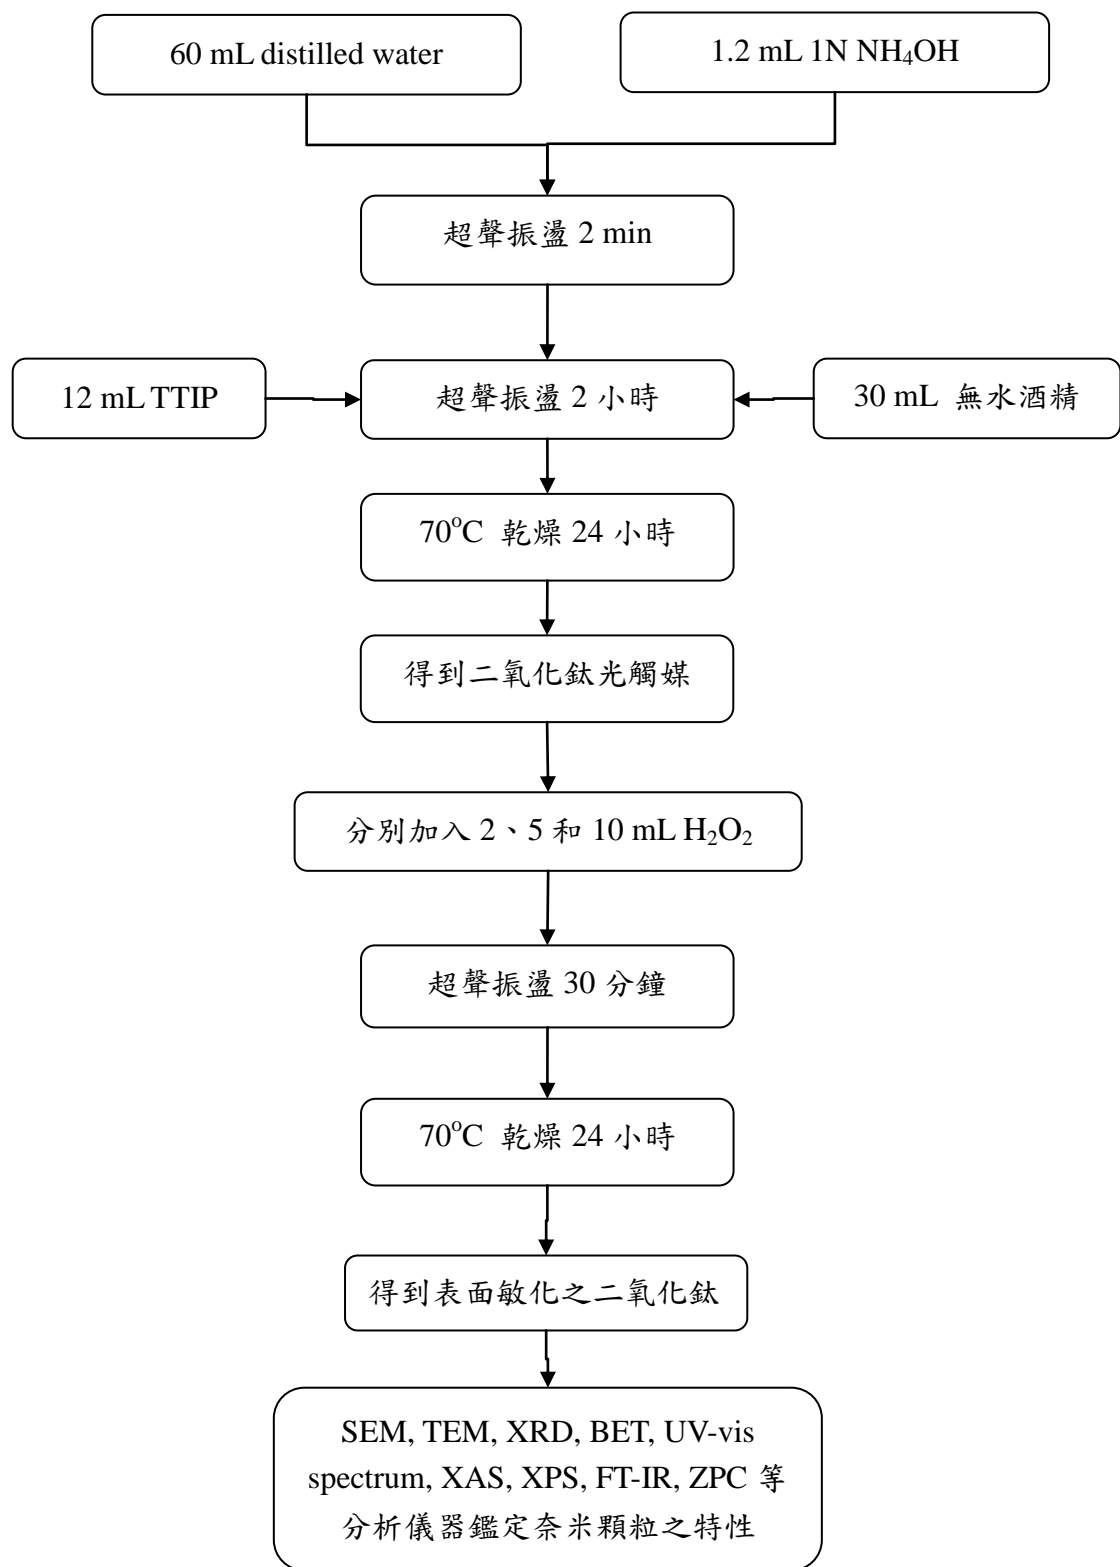 60 mL distilled water
1.2 mL 1N NH₄OH
超聲振盪 2 min
12 mL TTIP
超聲振盪 2 小時
30 mL 無水酒精
70°C 乾燥 24 小時
得到二氧化鈦光觸媒
分別加入 2、5 和 10 mL H₂O₂
超聲振盪 30 分鐘
70°C 乾燥 24 小時
得到表面敏化之二氧化鈦
SEM, TEM, XRD, BET, UV-vis
spectrum, XAS, XPS, FT-IR, ZPC 等
分析儀器鑑定奈米顆粒之特性